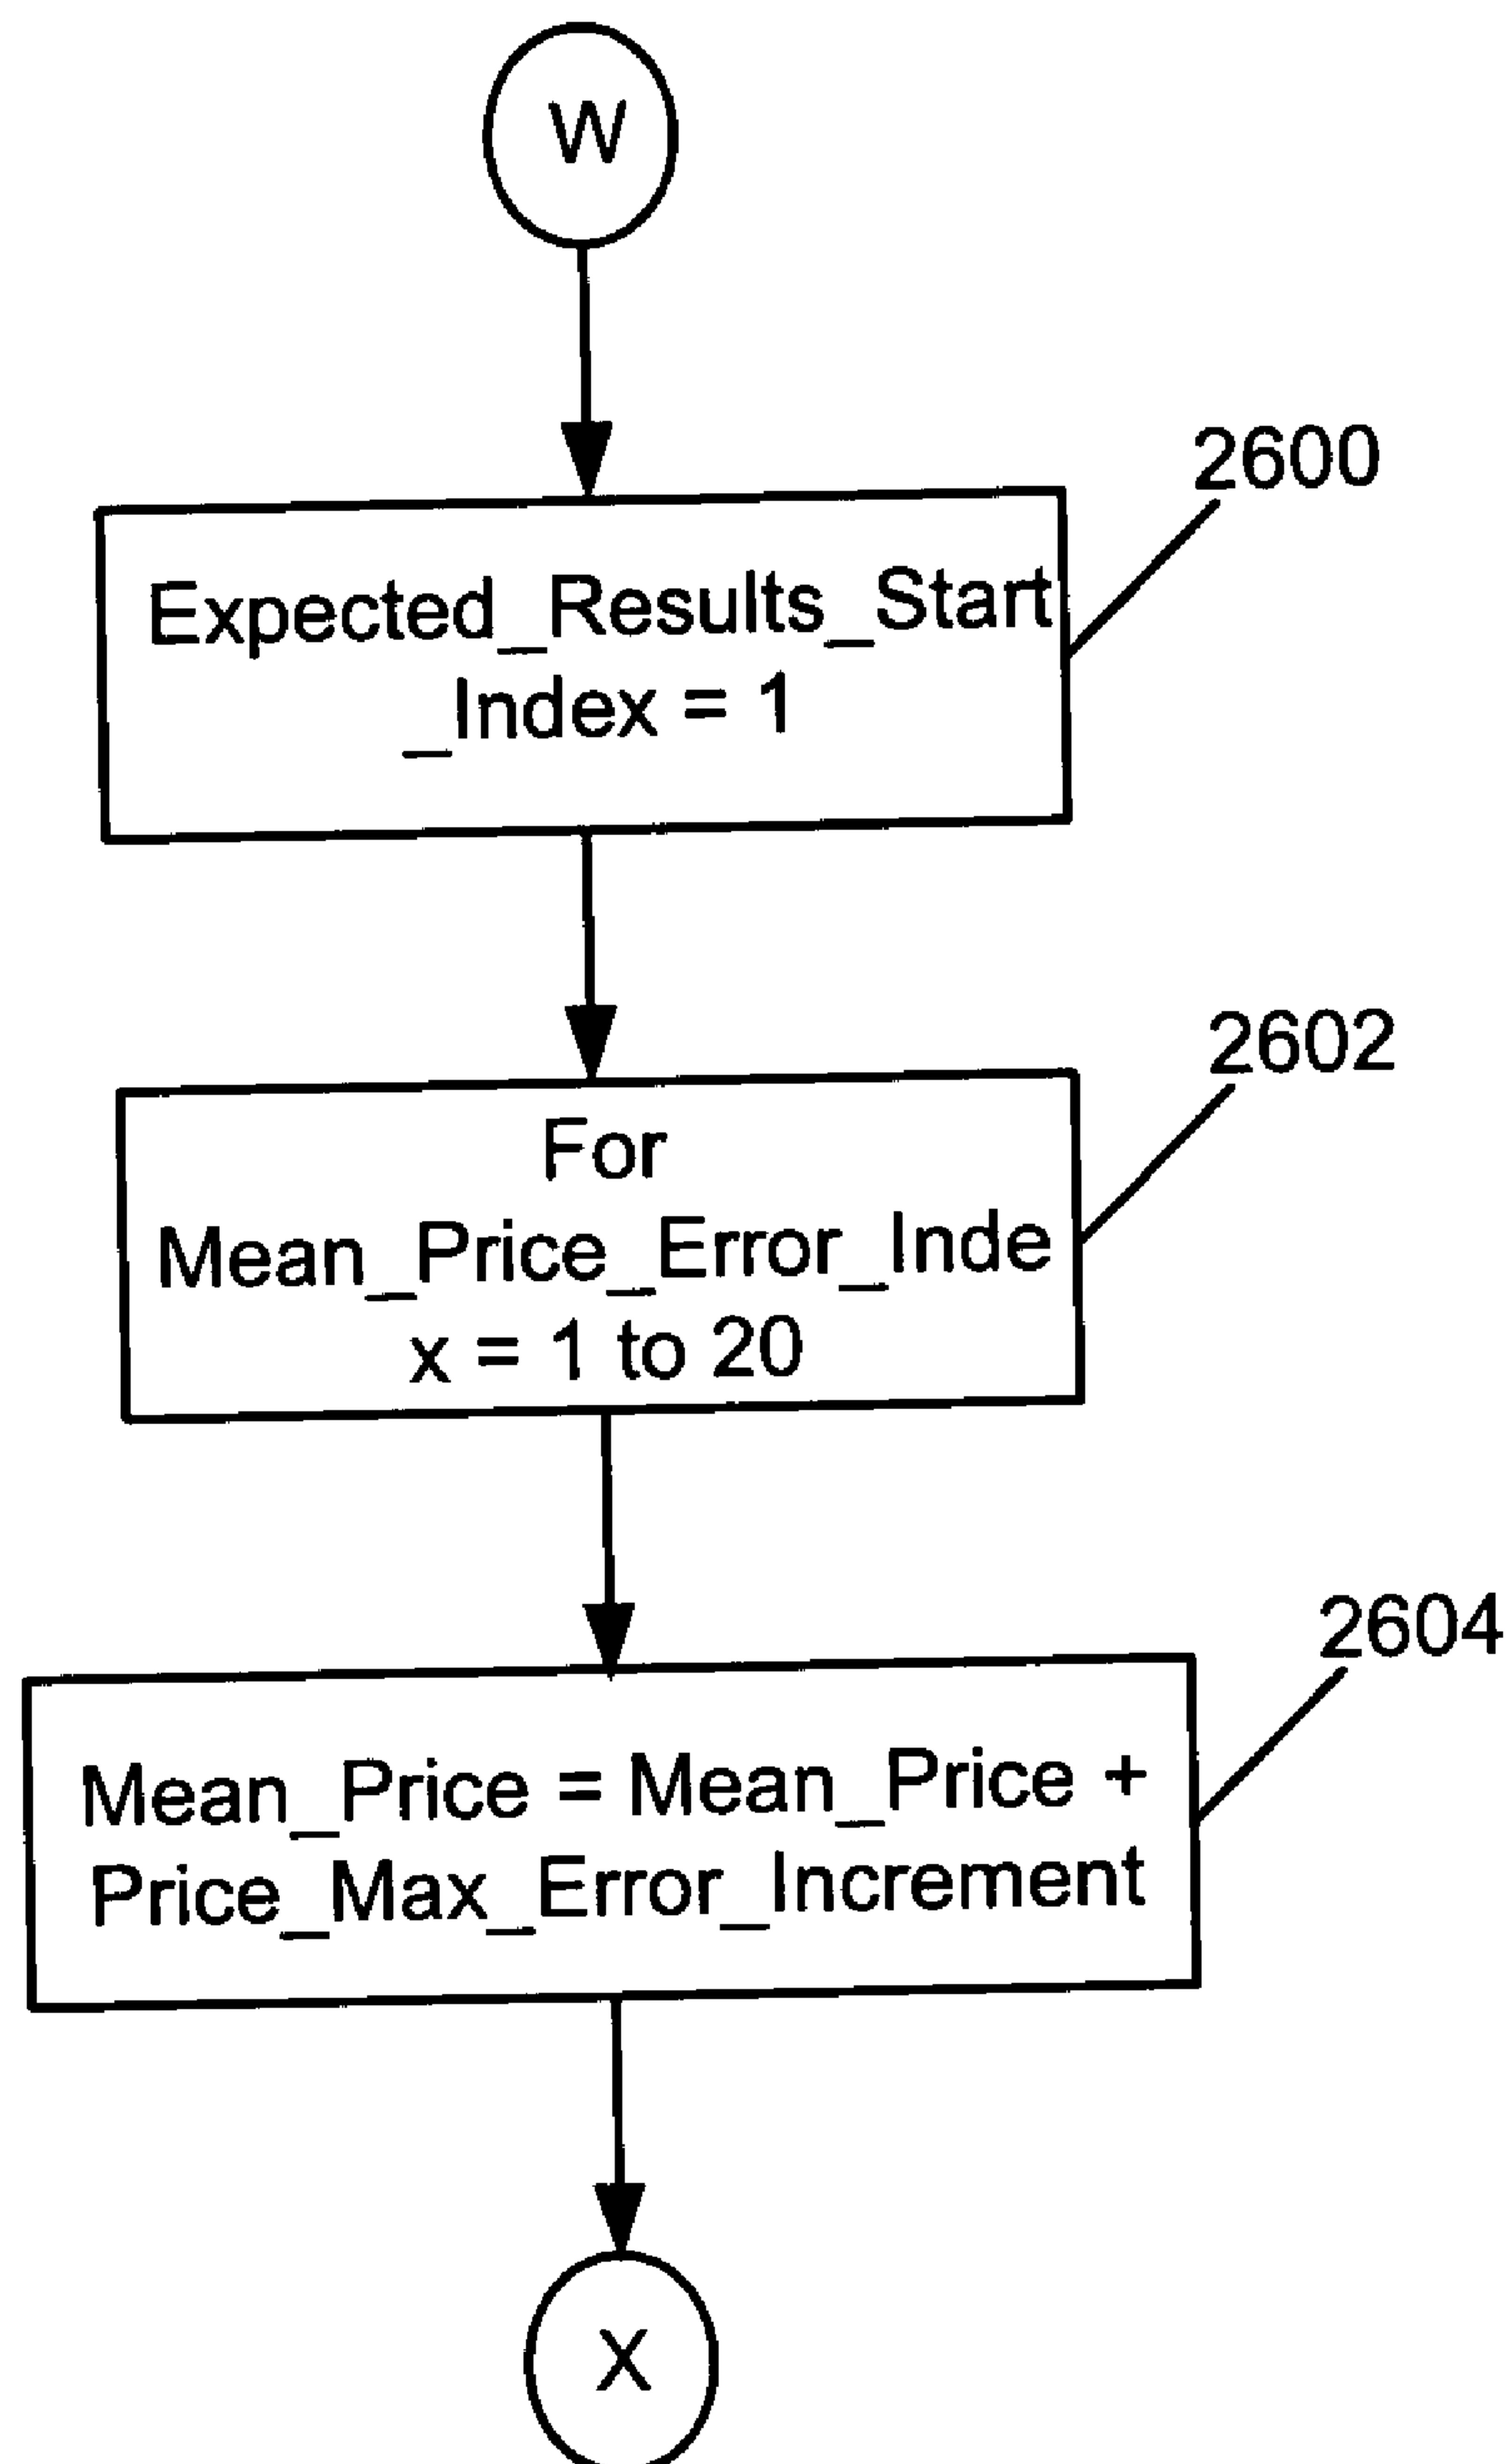 W
2600
Expected_Results_Start
_Index = 1
2602
For
Mean_Price_Error_Inde
x = 1 to 20
2604
Mean_Price = Mean_Price +
Price_Max_Error_Increment
X